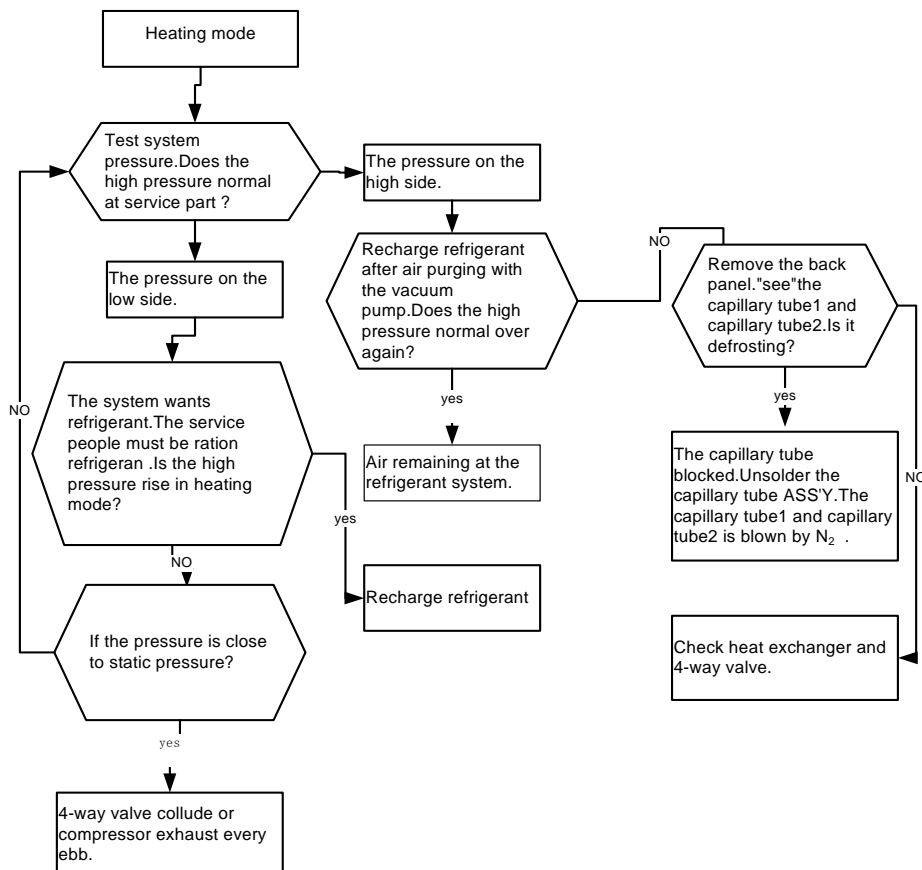 Heating mode
Test system
pressure.Does the
high pressure normal
at service part ?
The pressure on the
high side.
The pressure on the
low side.
Recharge refrigerant
after air purging with
the vacuum
pump.Does the high
pressure normal over
again?
NO
Remove the back
panel."see"the
capillary tube1 and
capillary tube2.Is it
defrosting?
NO
The system wants
refrigerant.The service
people must be ration
refrigeran .Is the high
pressure rise in heating
mode?
yes
yes
Air remaining at the
refrigerant system.
The capillary tube
blocked.Unsolder the
capillary tube ASS'Y.The
capillary tube1 and capillary
tube2 is blown by N₂ .
NO
yes
NO
Recharge refrigerant
If the pressure is close
to static pressure?
Check heat exchanger and
4-way valve.
yes
4-way valve collude or
compressor exhaust every
ebb.